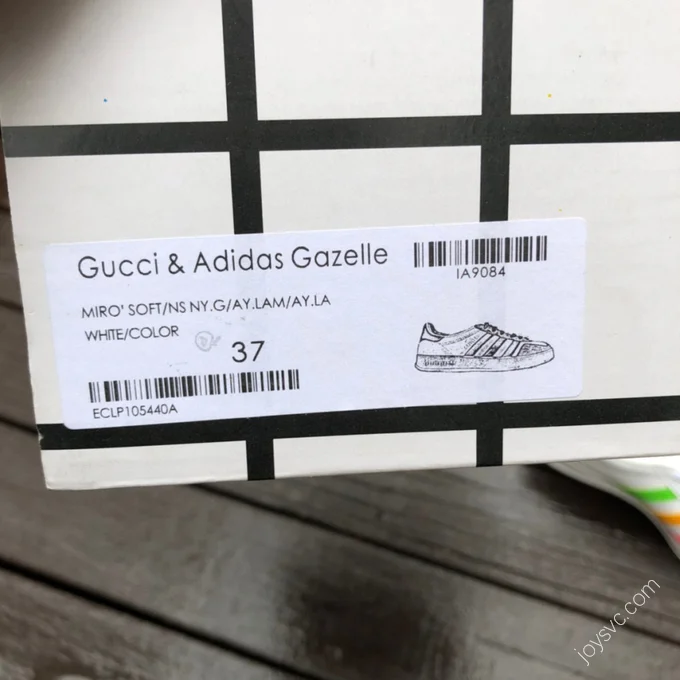 Gucci & Adidas Gazelle
IA9084
MIRO' SOFT/NS NY.G/AY.LAM/AY.LA
WHITE/COLOR
37
ECLP105440A
joysvc.com